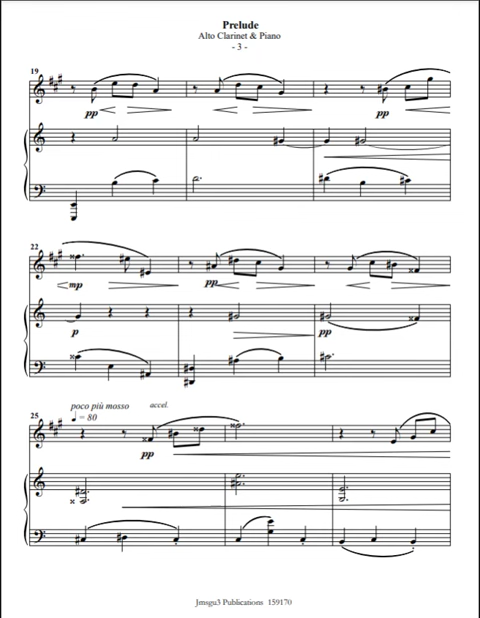 Prelude
Alto Clarinet & Piano
- 3 -
19
pp
pp
22
mp
pp
p
pp
poco più mosso accel.
= 80
25
pp
Jmsgu3 Publications 159170